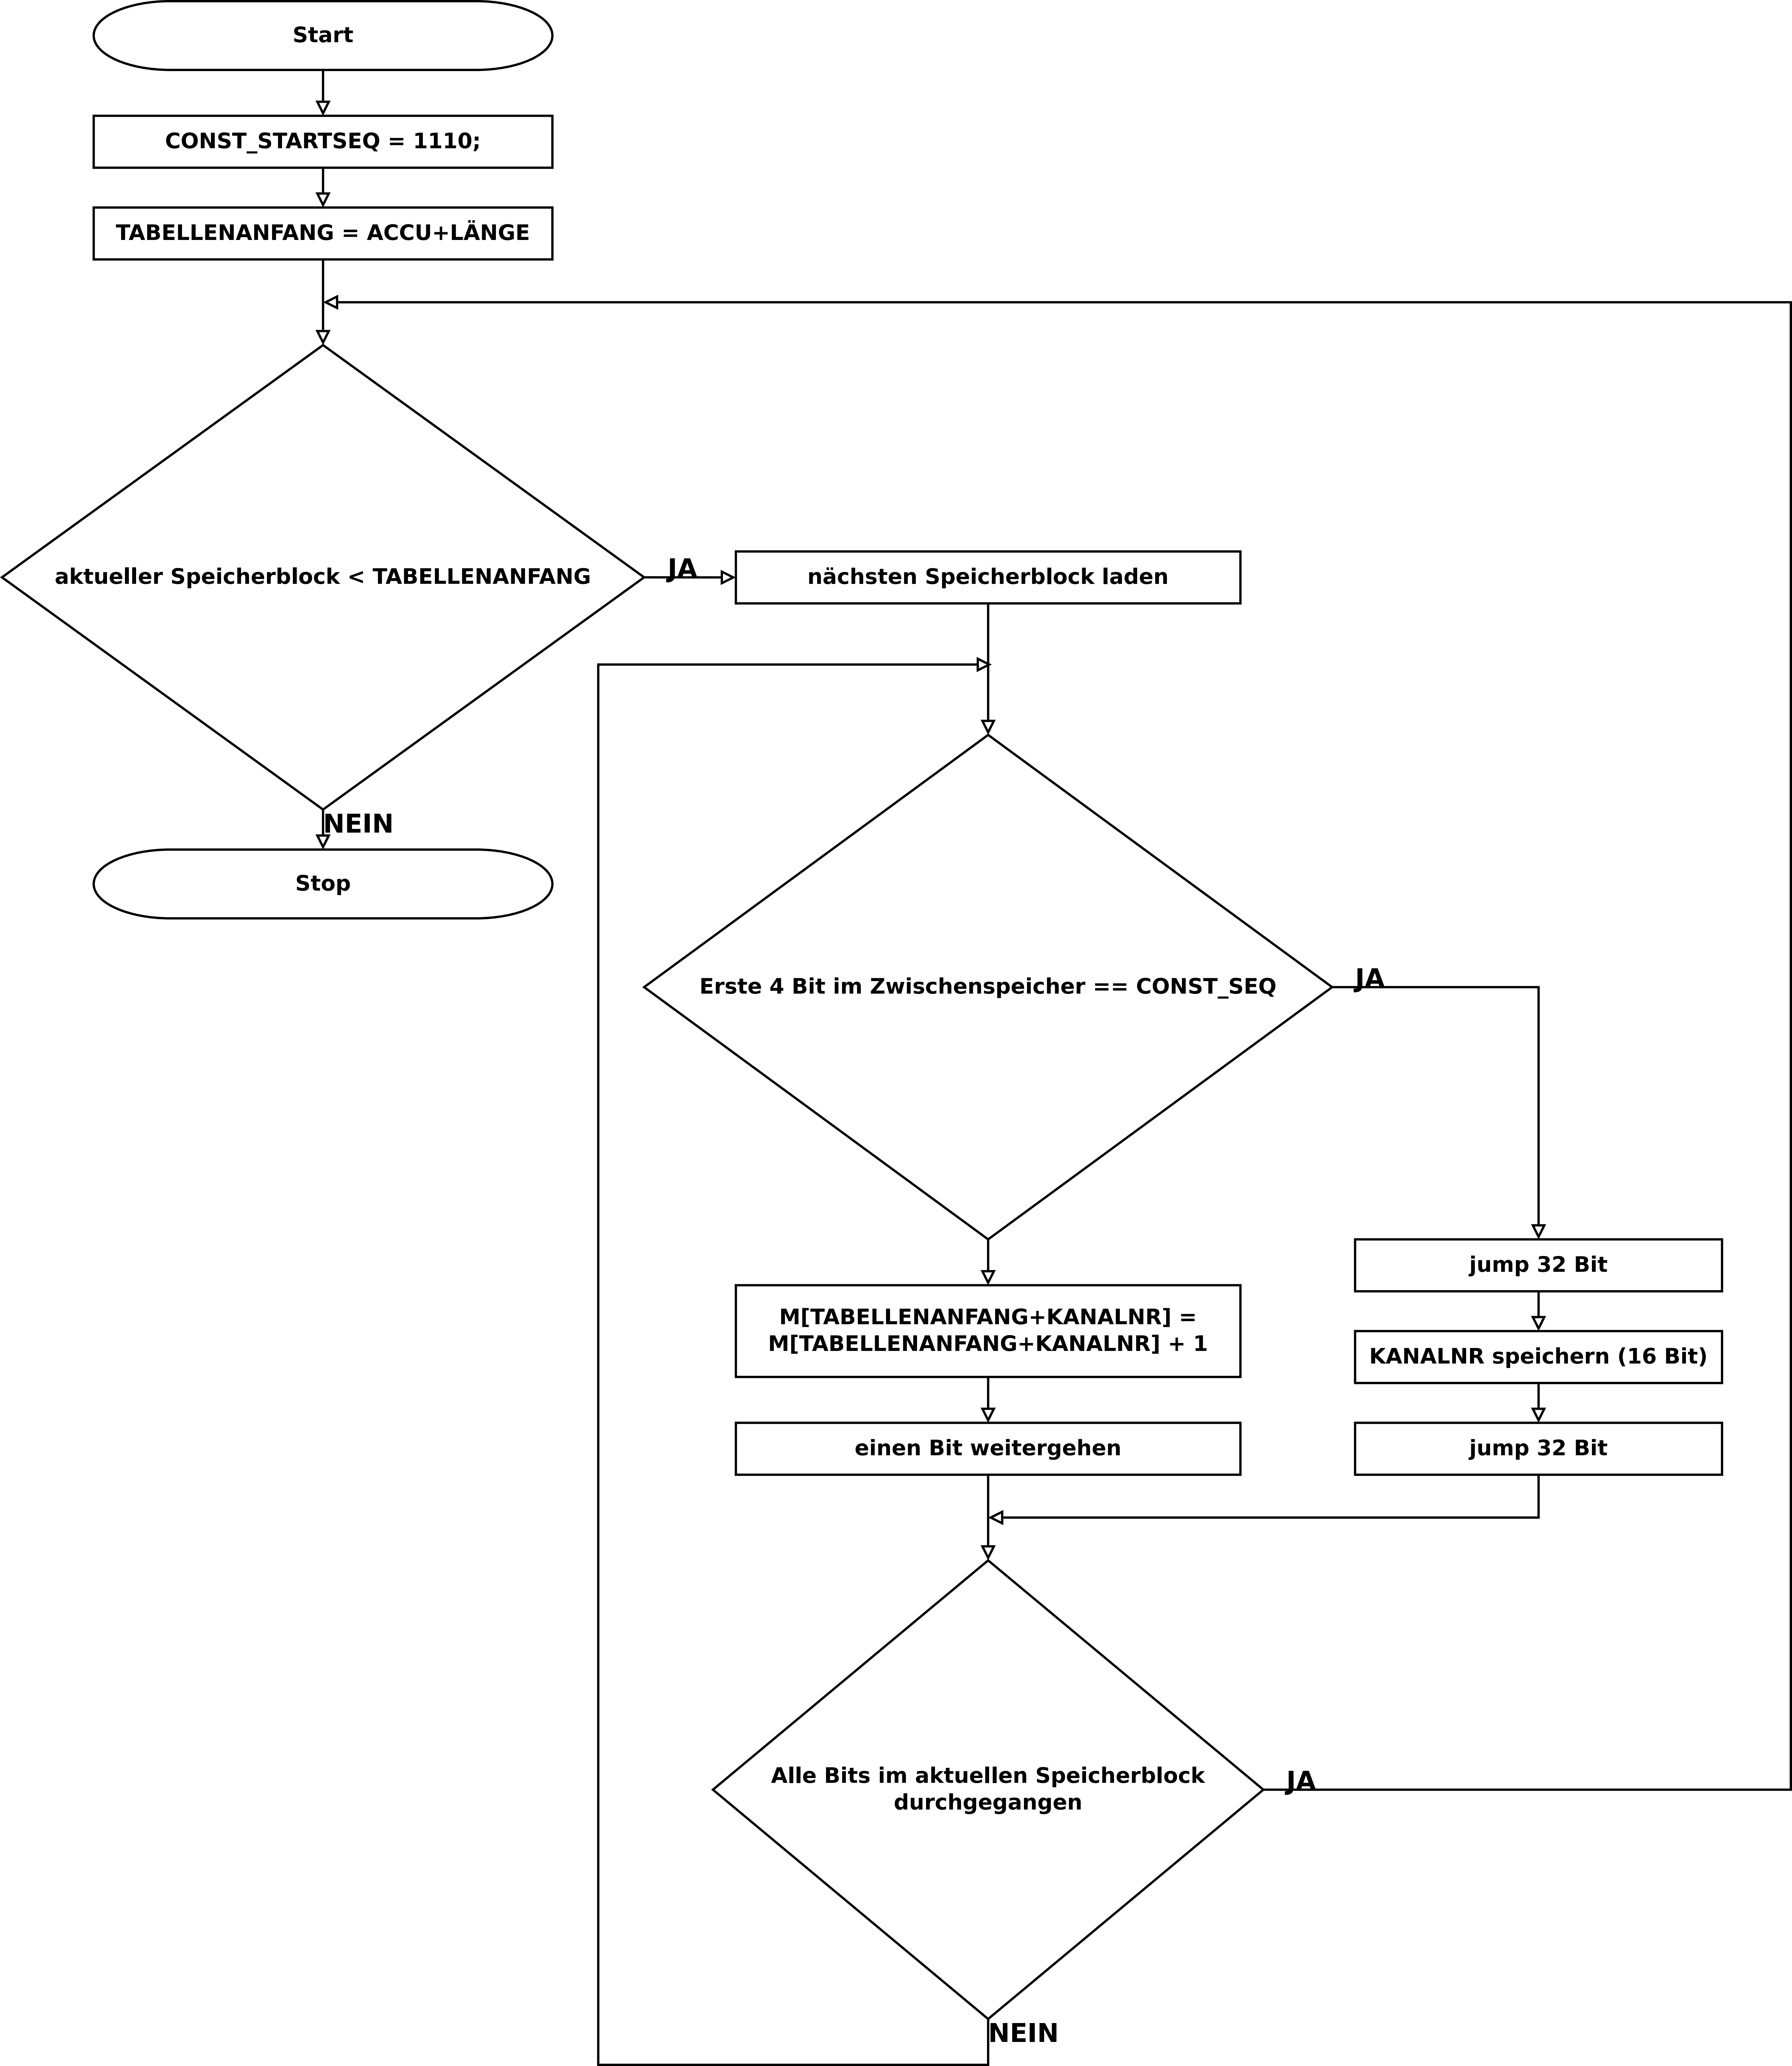 Start
CONST_STARTSEQ = 1110;
TABELLENANFANG = ACCU+LÄNGE
aktueller Speicherblock < TABELLENANFANG
JA
nächsten Speicherblock laden
NEIN
Stop
Erste 4 Bit im Zwischenspeicher == CONST_SEQ
JA
jump 32 Bit
M[TABELLENANFANG+KANALNR] =
M[TABELLENANFANG+KANALNR] + 1
KANALNR speichern (16 Bit)
einen Bit weitergehen
jump 32 Bit
Alle Bits im aktuellen Speicherblock
durchgegangen
JA
NEIN